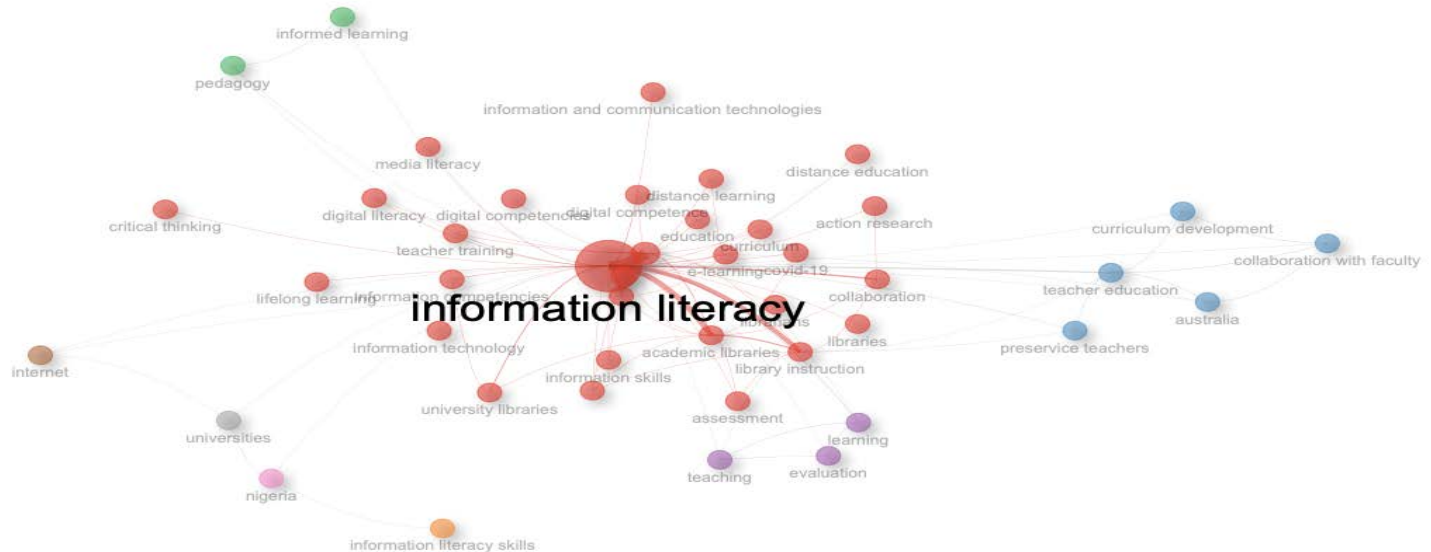 informed learning
pedagogy
information and communication technologies
media literacy
distance education
distance learning
digital literacy
digital competencies
digital competence
action research
critical thinking
education
curriculum development
teacher training
curriculum
collaboration with faculty
e-learning
covid-19
teacher education
lifelong learning
information competencies
collaboration
information literacy
librarians
australia
libraries
preservice teachers
information technology
academic libraries
library instruction
internet
information skills
university libraries
assessment
universities
learning
teaching
evaluation
nigeria
information literacy skills